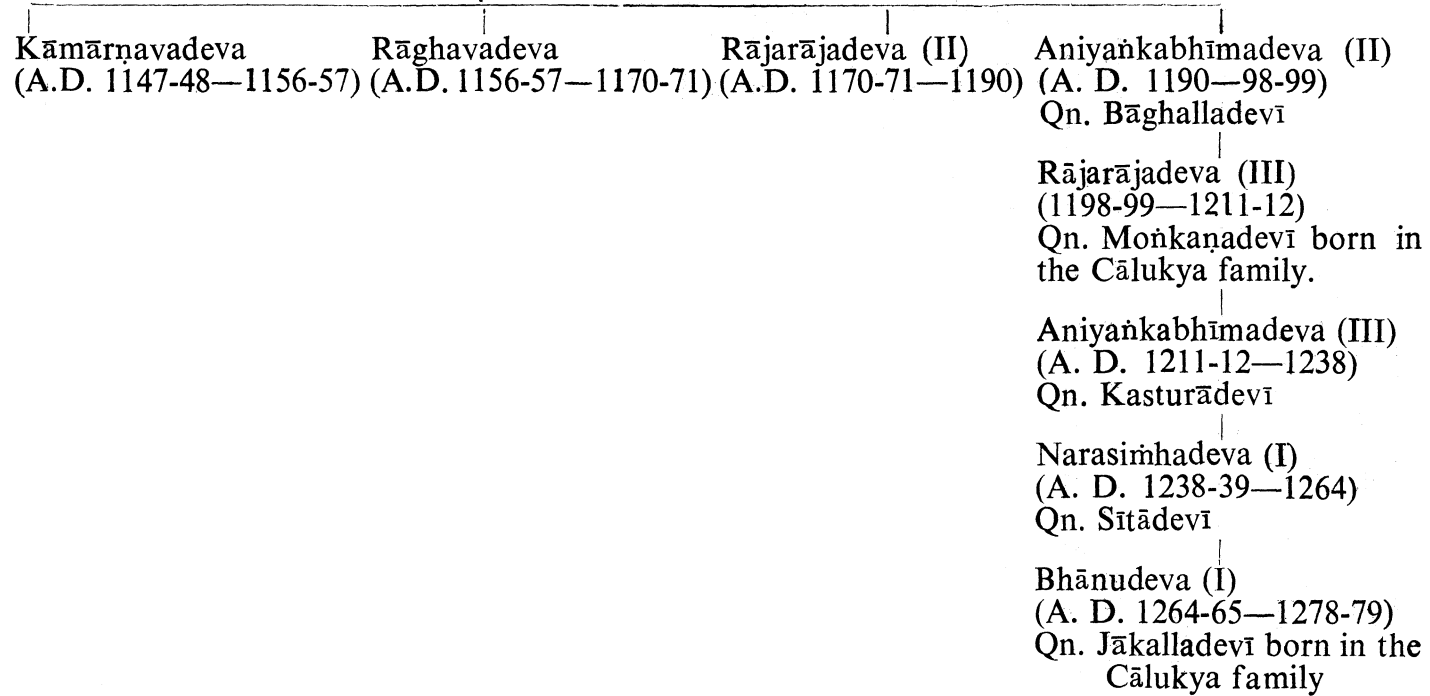 Kāmārṇavadeva
(A.D. 1147-48—1156-57)
Rāghavadeva
(A.D. 1156-57—1170-71)
Rājarājadeva (II)
(A.D. 1170-71—1190)
Aniyaṅkabhīmadeva (II)
(A. D. 1190—98-99)
Qn. Bāghalladevī
Rājarājadeva (III)
(1198-99—1211-12)
Qn. Moṅkaṇadevī born in
the Cālukya family.
Aniyaṅkabhīmadeva (III)
(A. D. 1211-12—1238)
Qn. Kasturādevī
Narasiṁhadeva (I)
(A. D. 1238-39—1264)
Qn. Sītādevī
Bhānudeva (I)
(A. D. 1264-65—1278-79)
Qn. Jākalladevī born in the
Cālukya family